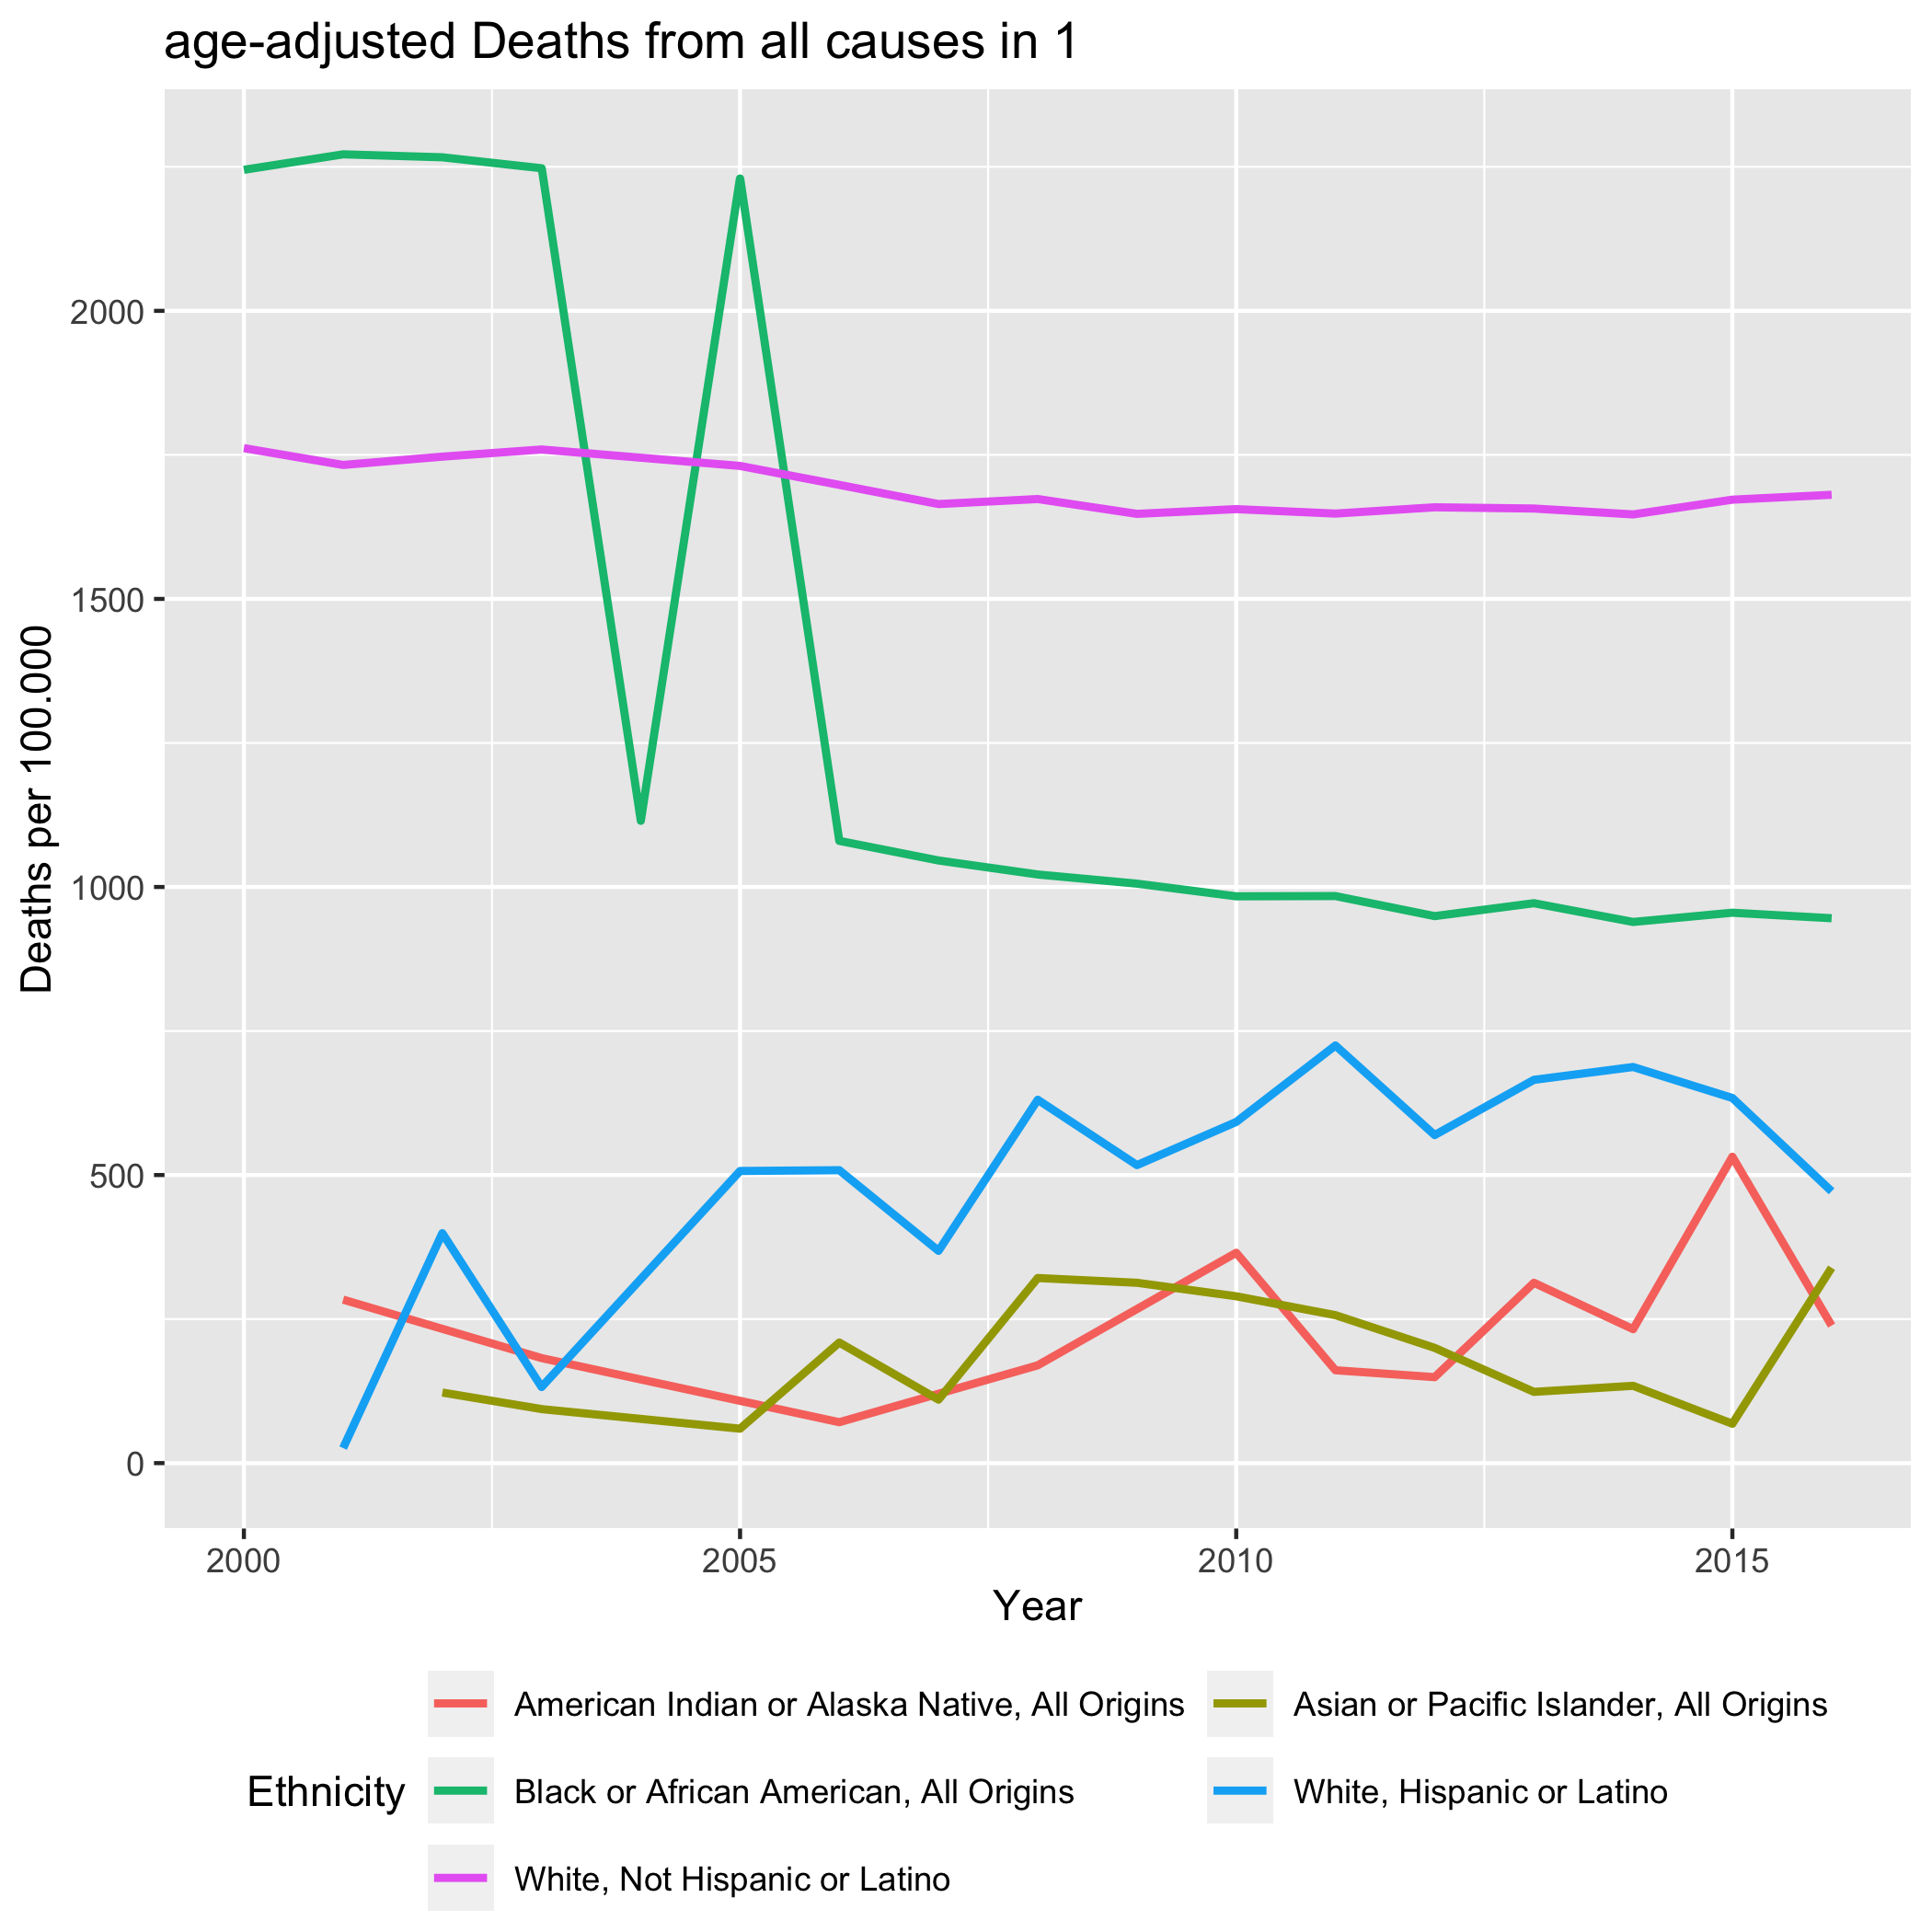 age-adjusted Deaths from all causes in 1
Deaths per 100.000
2000
1500
1000
500
0
2000 2005 2010 2015
Year
Ethnicity
American Indian or Alaska Native, All Origins
Asian or Pacific Islander, All Origins
Black or African American, All Origins
White, Hispanic or Latino
White, Not Hispanic or Latino